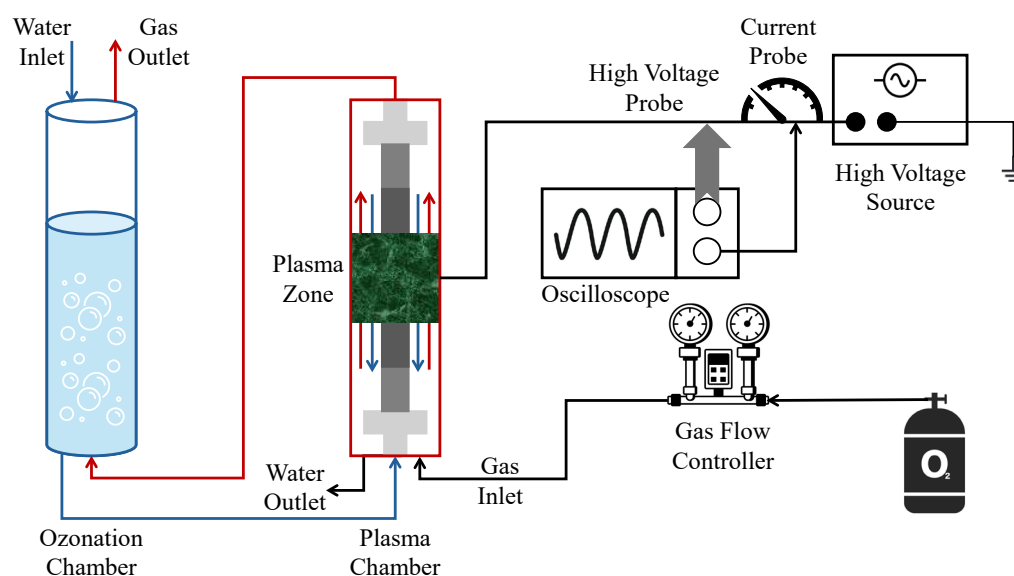 Water
Inlet
Gas
Outlet
Current
Probe
High Voltage
Probe
High Voltage
Source
Plasma
Zone
Oscilloscope
Gas Flow
Controller
O2
Water
Outlet
Gas
Inlet
Ozonation
Chamber
Plasma
Chamber